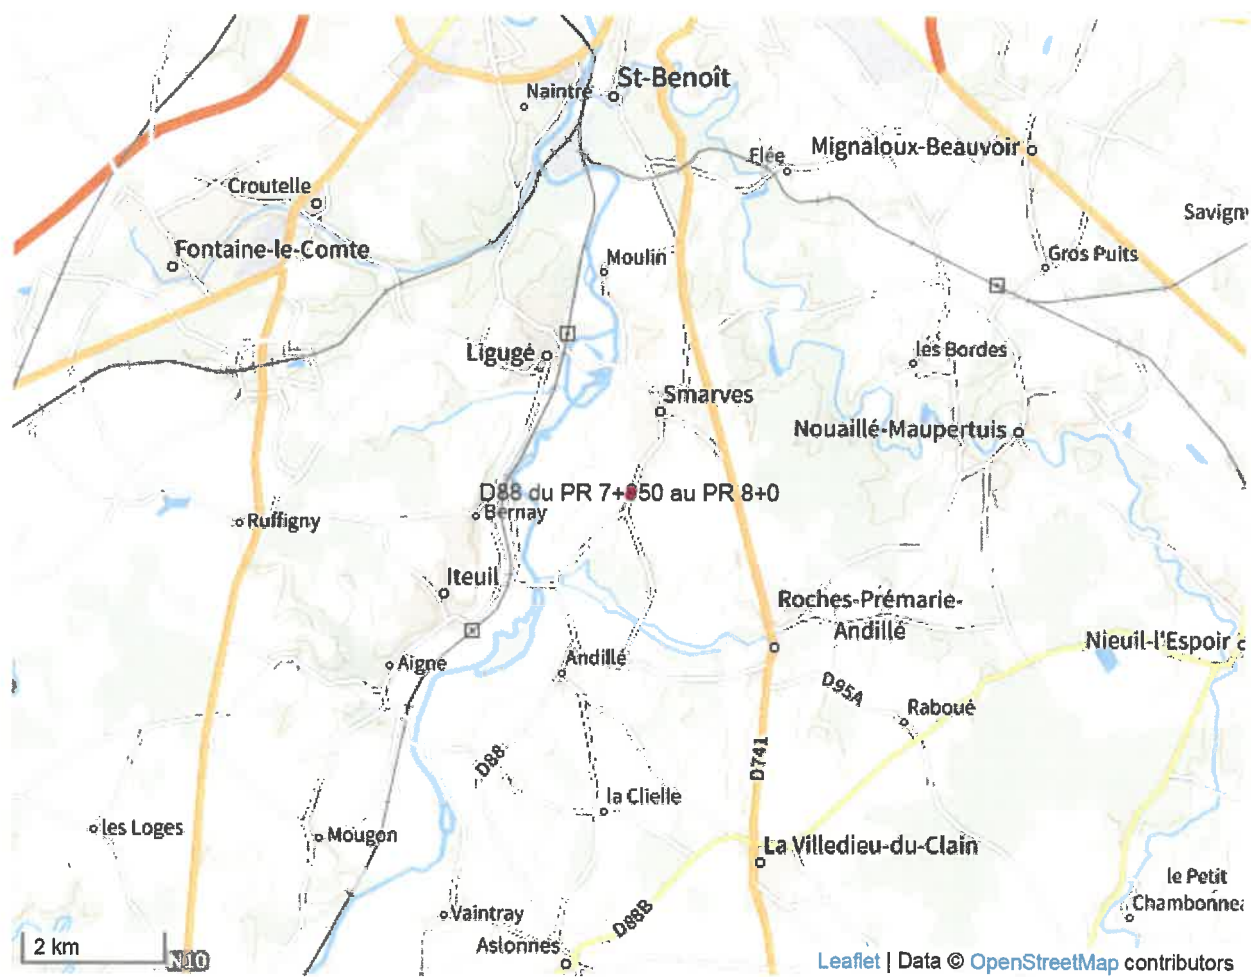 St-Benoît
Naintré
Mignaloux-Beauvoir
Flée
Croutelle
Savign
Fontaine-le-Comte
Moulin
Gros Puits
Ligugé
les Bordes
Smarves
Nouaillé-Maupertuis
D88 du PR 7+850 au PR 8+0
Bernay
Ruffigny
Iteuil
Roches-Prémarie-
Andillé
Nieuil-l'Espoir
Aigne
Andillé
D95A
Raboué
D88
D741
la Clielle
les Loges
Mougon
La Villedieu-du-Clain
le Petit
Chambonnea
Vaintray
D88B
Aslonnes
2 km
N10
Leaflet | Data © OpenStreetMap contributors